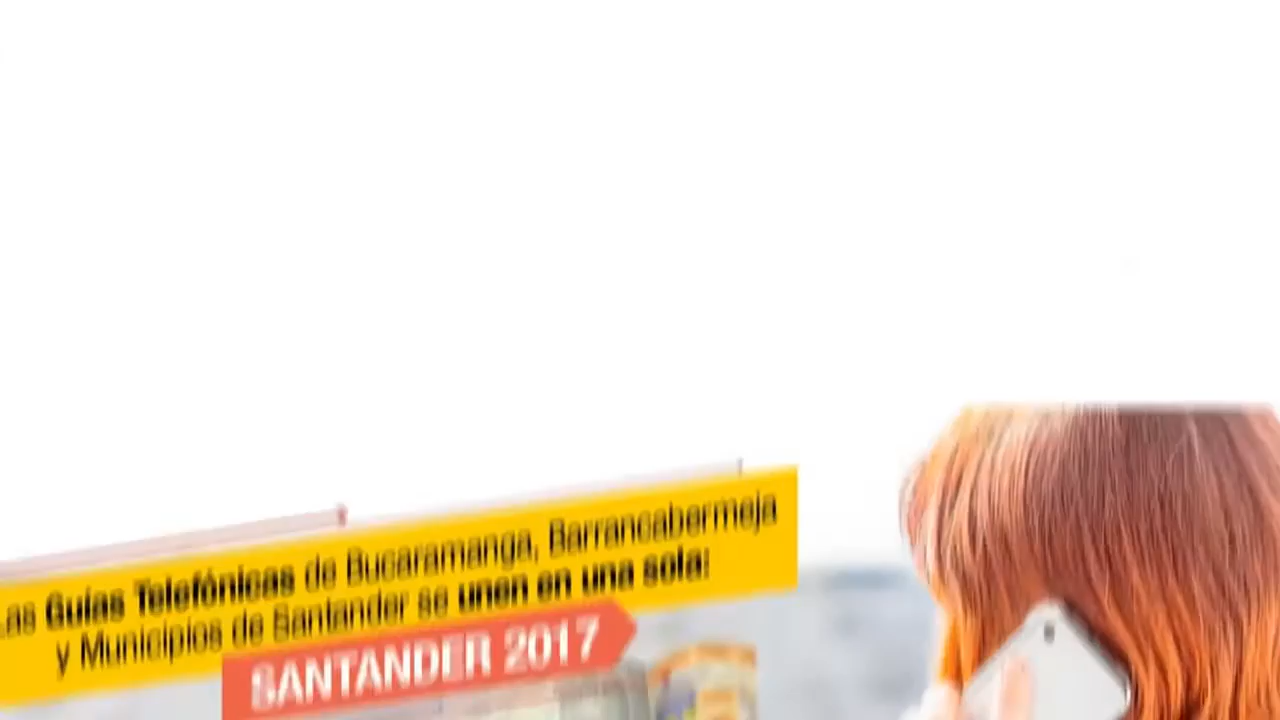 Las Guías Telefónicas de Bucaramanga, Barrancabermeja
y Municipios de Santander se unen en una sola:
SANTANDER 2017